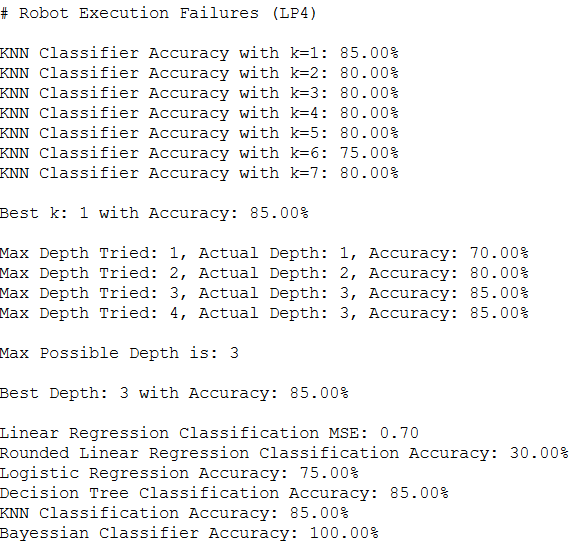 # Robot Execution Failures (LP4)
KNN Classifier Accuracy with k=1: 85.00%
KNN Classifier Accuracy with k=2: 80.00%
KNN Classifier Accuracy with k=3: 80.00%
KNN Classifier Accuracy with k=4: 80.00%
KNN Classifier Accuracy with k=5: 80.00%
KNN Classifier Accuracy with k=6: 75.00%
KNN Classifier Accuracy with k=7: 80.00%
Best k: 1 with Accuracy: 85.00%
Max Depth Tried: 1, Actual Depth: 1, Accuracy: 70.00%
Max Depth Tried: 2, Actual Depth: 2, Accuracy: 80.00%
Max Depth Tried: 3, Actual Depth: 3, Accuracy: 85.00%
Max Depth Tried: 4, Actual Depth: 3, Accuracy: 85.00%
Max Possible Depth is: 3
Best Depth: 3 with Accuracy: 85.00%
Linear Regression Classification MSE: 0.70
Rounded Linear Regression Classification Accuracy: 30.00%
Logistic Regression Accuracy: 75.00%
Decision Tree Classification Accuracy: 85.00%
KNN Classification Accuracy: 85.00%
Bayessian Classifier Accuracy: 100.00%